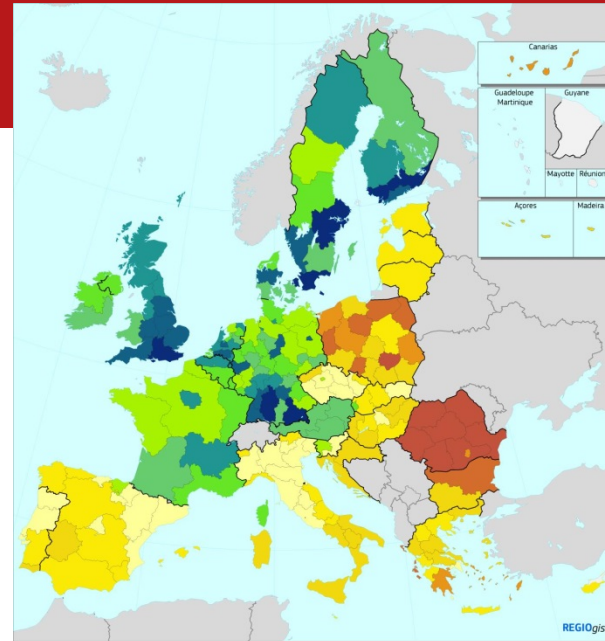 Canarias
Guadeloupe
Martinique
Guyane
Mayotte
Réunion
Açores
Madeira
REGIOgis